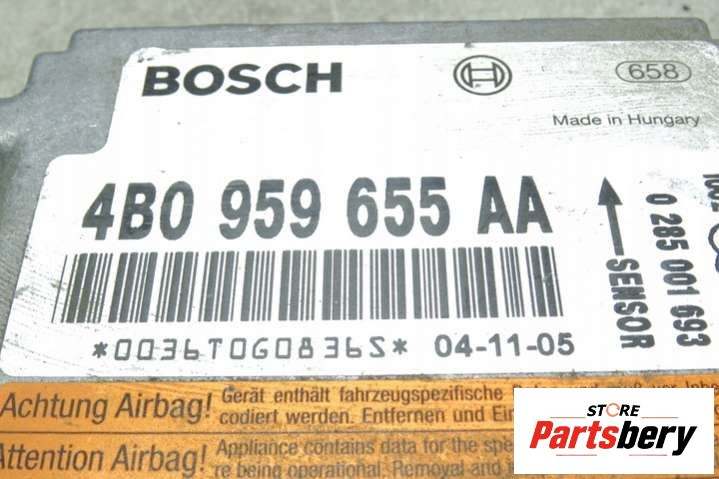 BOSCH
658
Made in Hungary
4B0 959 655 AA
SENSOR
0 285 001 693
*0036T0G0836S* 04-11-05
Achtung Airbag! Gerät enthält fahrzeugspezifische
codiert werden. Entfernen und
Attention Airbag! Appliance contains data for the
re being operational. Removal and
STORE
Partsbery